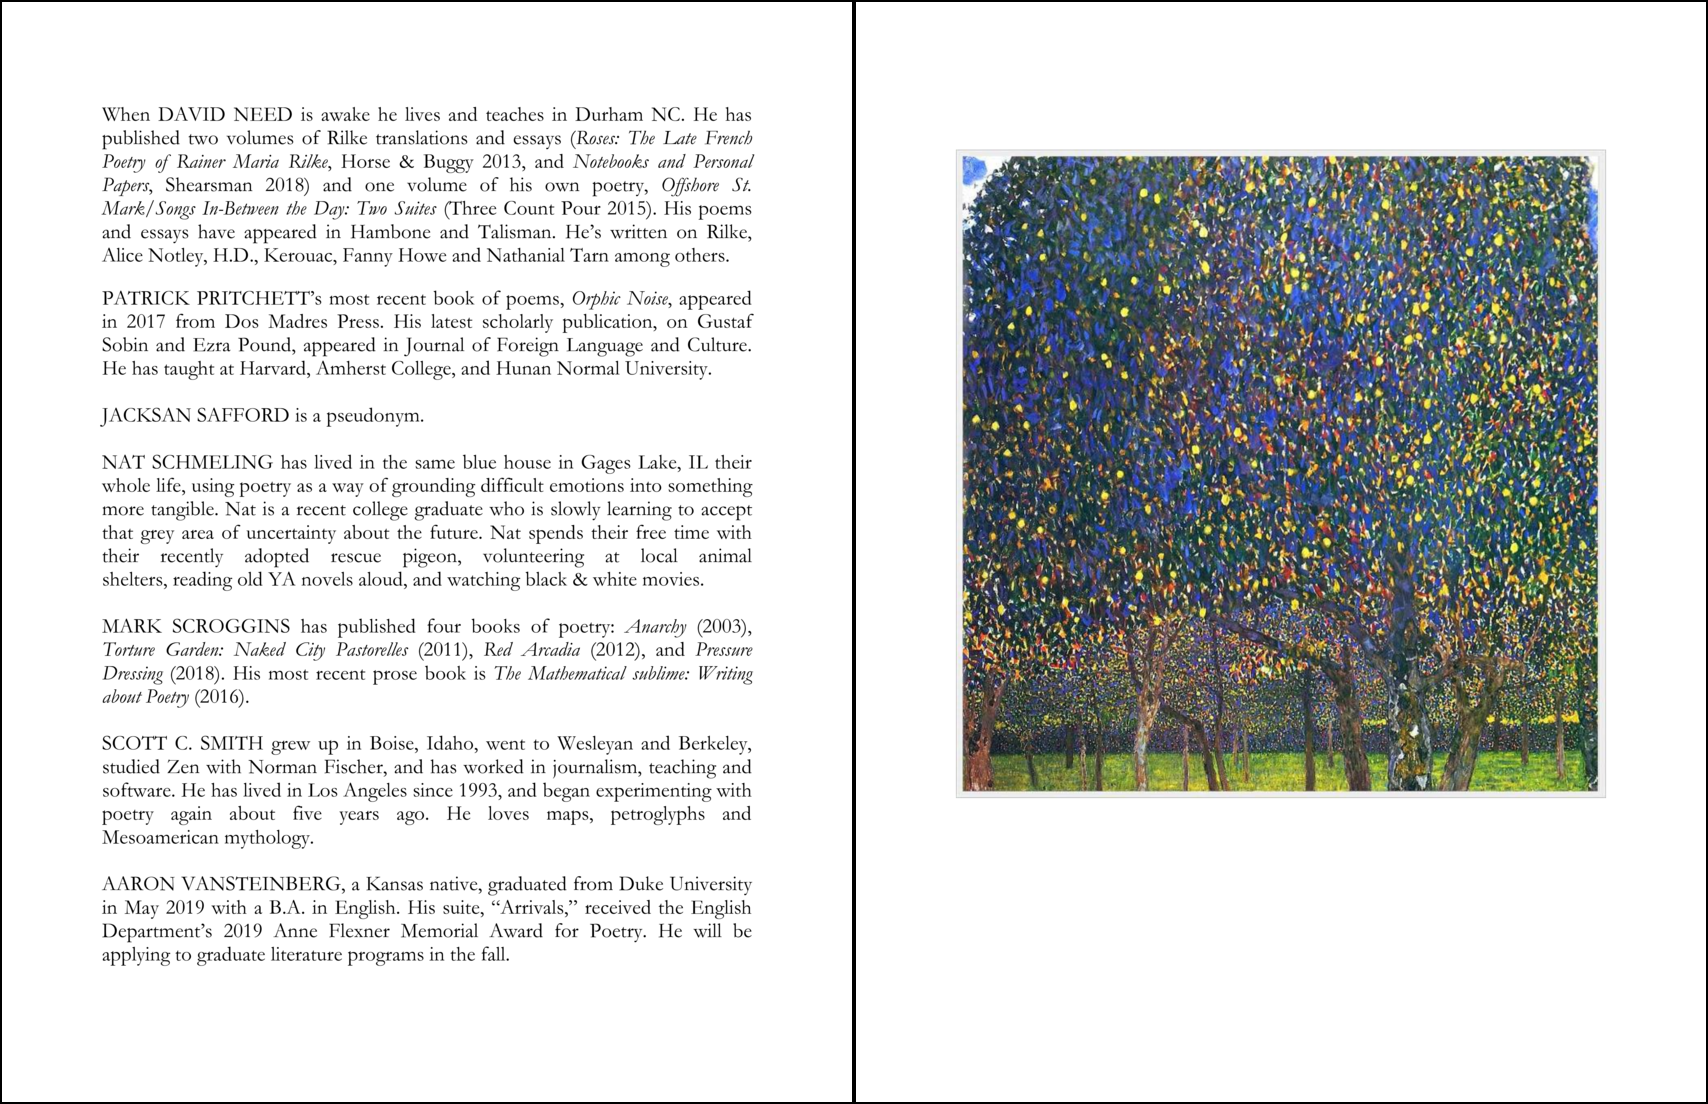 When DAVID NEED is awake he lives and teaches in Durham NC. He has
published two volumes of Rilke translations and essays (Roses: The Late French
Poetry of Rainer Maria Rilke, Horse & Buggy 2013, and Notebooks and Personal
Papers, Shearsman 2018) and one volume of his own poetry, Offshore St.
Mark/Songs In-Between the Day: Two Suites (Three Count Pour 2015). His poems
and essays have appeared in Hambone and Talisman. He's written on Rilke,
Alice Notley, H.D., Kerouac, Fanny Howe and Nathanial Tarn among others.
PATRICK PRITCHETT's most recent book of poems, Orphic Noise, appeared
in 2017 from Dos Madres Press. His latest scholarly publication, on Gustaf
Sobin and Ezra Pound, appeared in Journal of Foreign Language and Culture.
He has taught at Harvard, Amherst College, and Hunan Normal University.
JACKSAN SAFFORD is a pseudonym.
NAT SCHMELING has lived in the same blue house in Gages Lake, IL their
whole life, using poetry as a way of grounding difficult emotions into something
more tangible. Nat is a recent college graduate who is slowly learning to accept
that grey area of uncertainty about the future. Nat spends their free time with
their recently adopted rescue pigeon, volunteering at local animal
shelters, reading old YA novels aloud, and watching black & white movies.
MARK SCROGGINS has published four books of poetry: Anarchy (2003),
Torture Garden: Naked City Pastorelles (2011), Red Arcadia (2012), and Pressure
Dressing (2018). His most recent prose book is The Mathematical sublime: Writing
about Poetry (2016).
SCOTT C. SMITH grew up in Boise, Idaho, went to Wesleyan and Berkeley,
studied Zen with Norman Fischer, and has worked in journalism, teaching and
software. He has lived in Los Angeles since 1993, and began experimenting with
poetry again about five years ago. He loves maps, petroglyphs and
Mesoamerican mythology.
AARON VANSTEINBERG, a Kansas native, graduated from Duke University
in May 2019 with a B.A. in English. His suite, "Arrivals," received the English
Department's 2019 Anne Flexner Memorial Award for Poetry. He will be
applying to graduate literature programs in the fall.